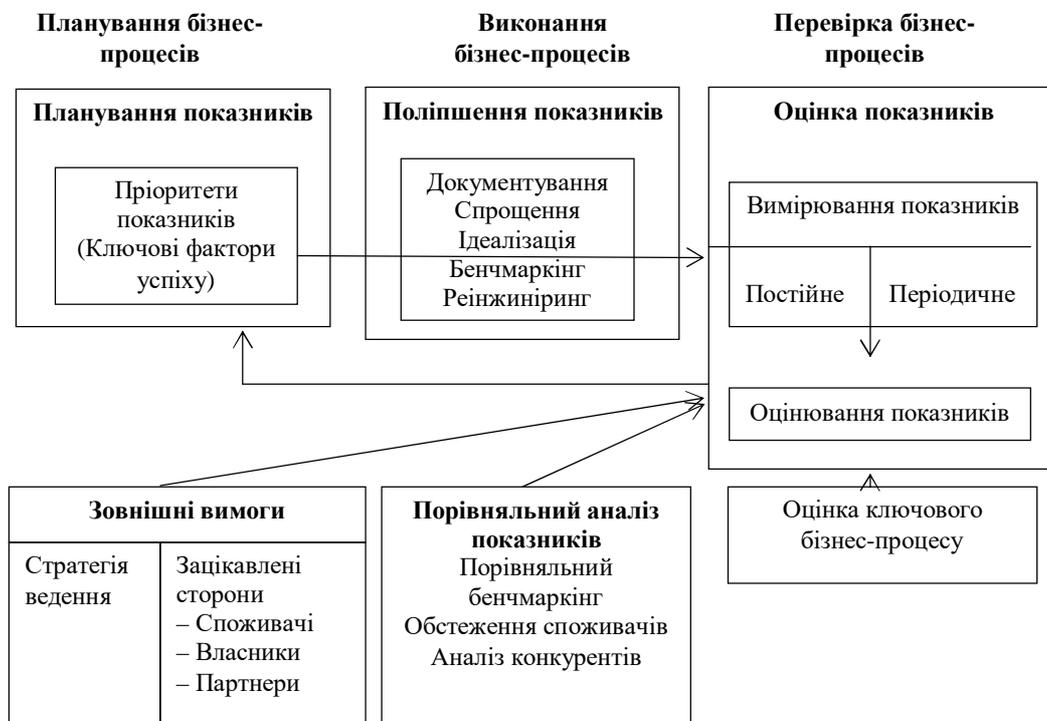 Планування бізнес-
процесів
Виконання
бізнес-процесів
Перевірка бізнес-
процесів
Планування показників
Пріоритети
показників
(Ключові фактори
успіху)
Поліпшення показників
Документування
Спрощення
Ідеалізація
Бенчмаркінг
Реінжиніринг
Оцінка показників
Вимірювання показників
Постійне
Періодичне
Оцінювання показників
Зовнішні вимоги
Стратегія
ведення
Зацікавлені
сторони
– Споживачі
– Власники
– Партнери
Порівняльний аналіз
показників
Порівняльний
бенчмаркінг
Обстеження споживачів
Аналіз конкурентів
Оцінка ключового
бізнес-процесу